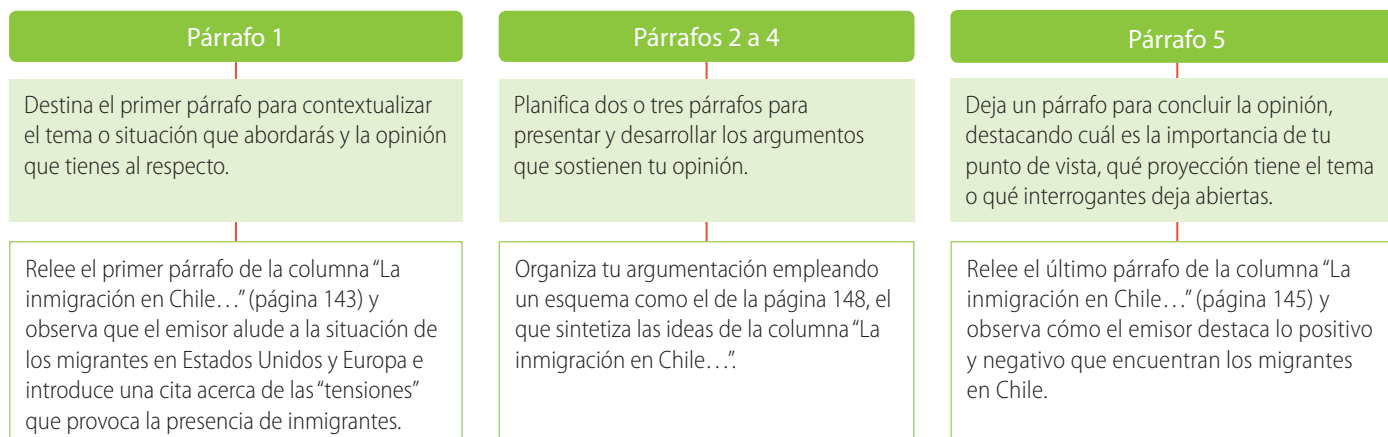 Párrafo 1
Destina el primer párrafo para contextualizar
el tema o situación que abordarás y la opinión
que tienes al respecto.
Relee el primer párrafo de la columna “La
inmigración en Chile…” (página 143) y
observa que el emisor alude a la situación de
los migrantes en Estados Unidos y Europa e
introduce una cita acerca de las “tensiones”
que provoca la presencia de inmigrantes.
Párrafos 2 a 4
Planifica dos o tres párrafos para
presentar y desarrollar los argumentos
que sostienen tu opinión.
Organiza tu argumentación empleando
un esquema como el de la página 148, el
que sintetiza las ideas de la columna “La
inmigración en Chile…”.
Párrafo 5
Deja un párrafo para concluir la opinión,
destacando cuál es la importancia de tu
punto de vista, qué proyección tiene el tema
o qué interrogantes deja abiertas.
Relee el último párrafo de la columna “La
inmigración en Chile…” (página 145) y
observa cómo el emisor destaca lo positivo
y negativo que encuentran los migrantes
en Chile.